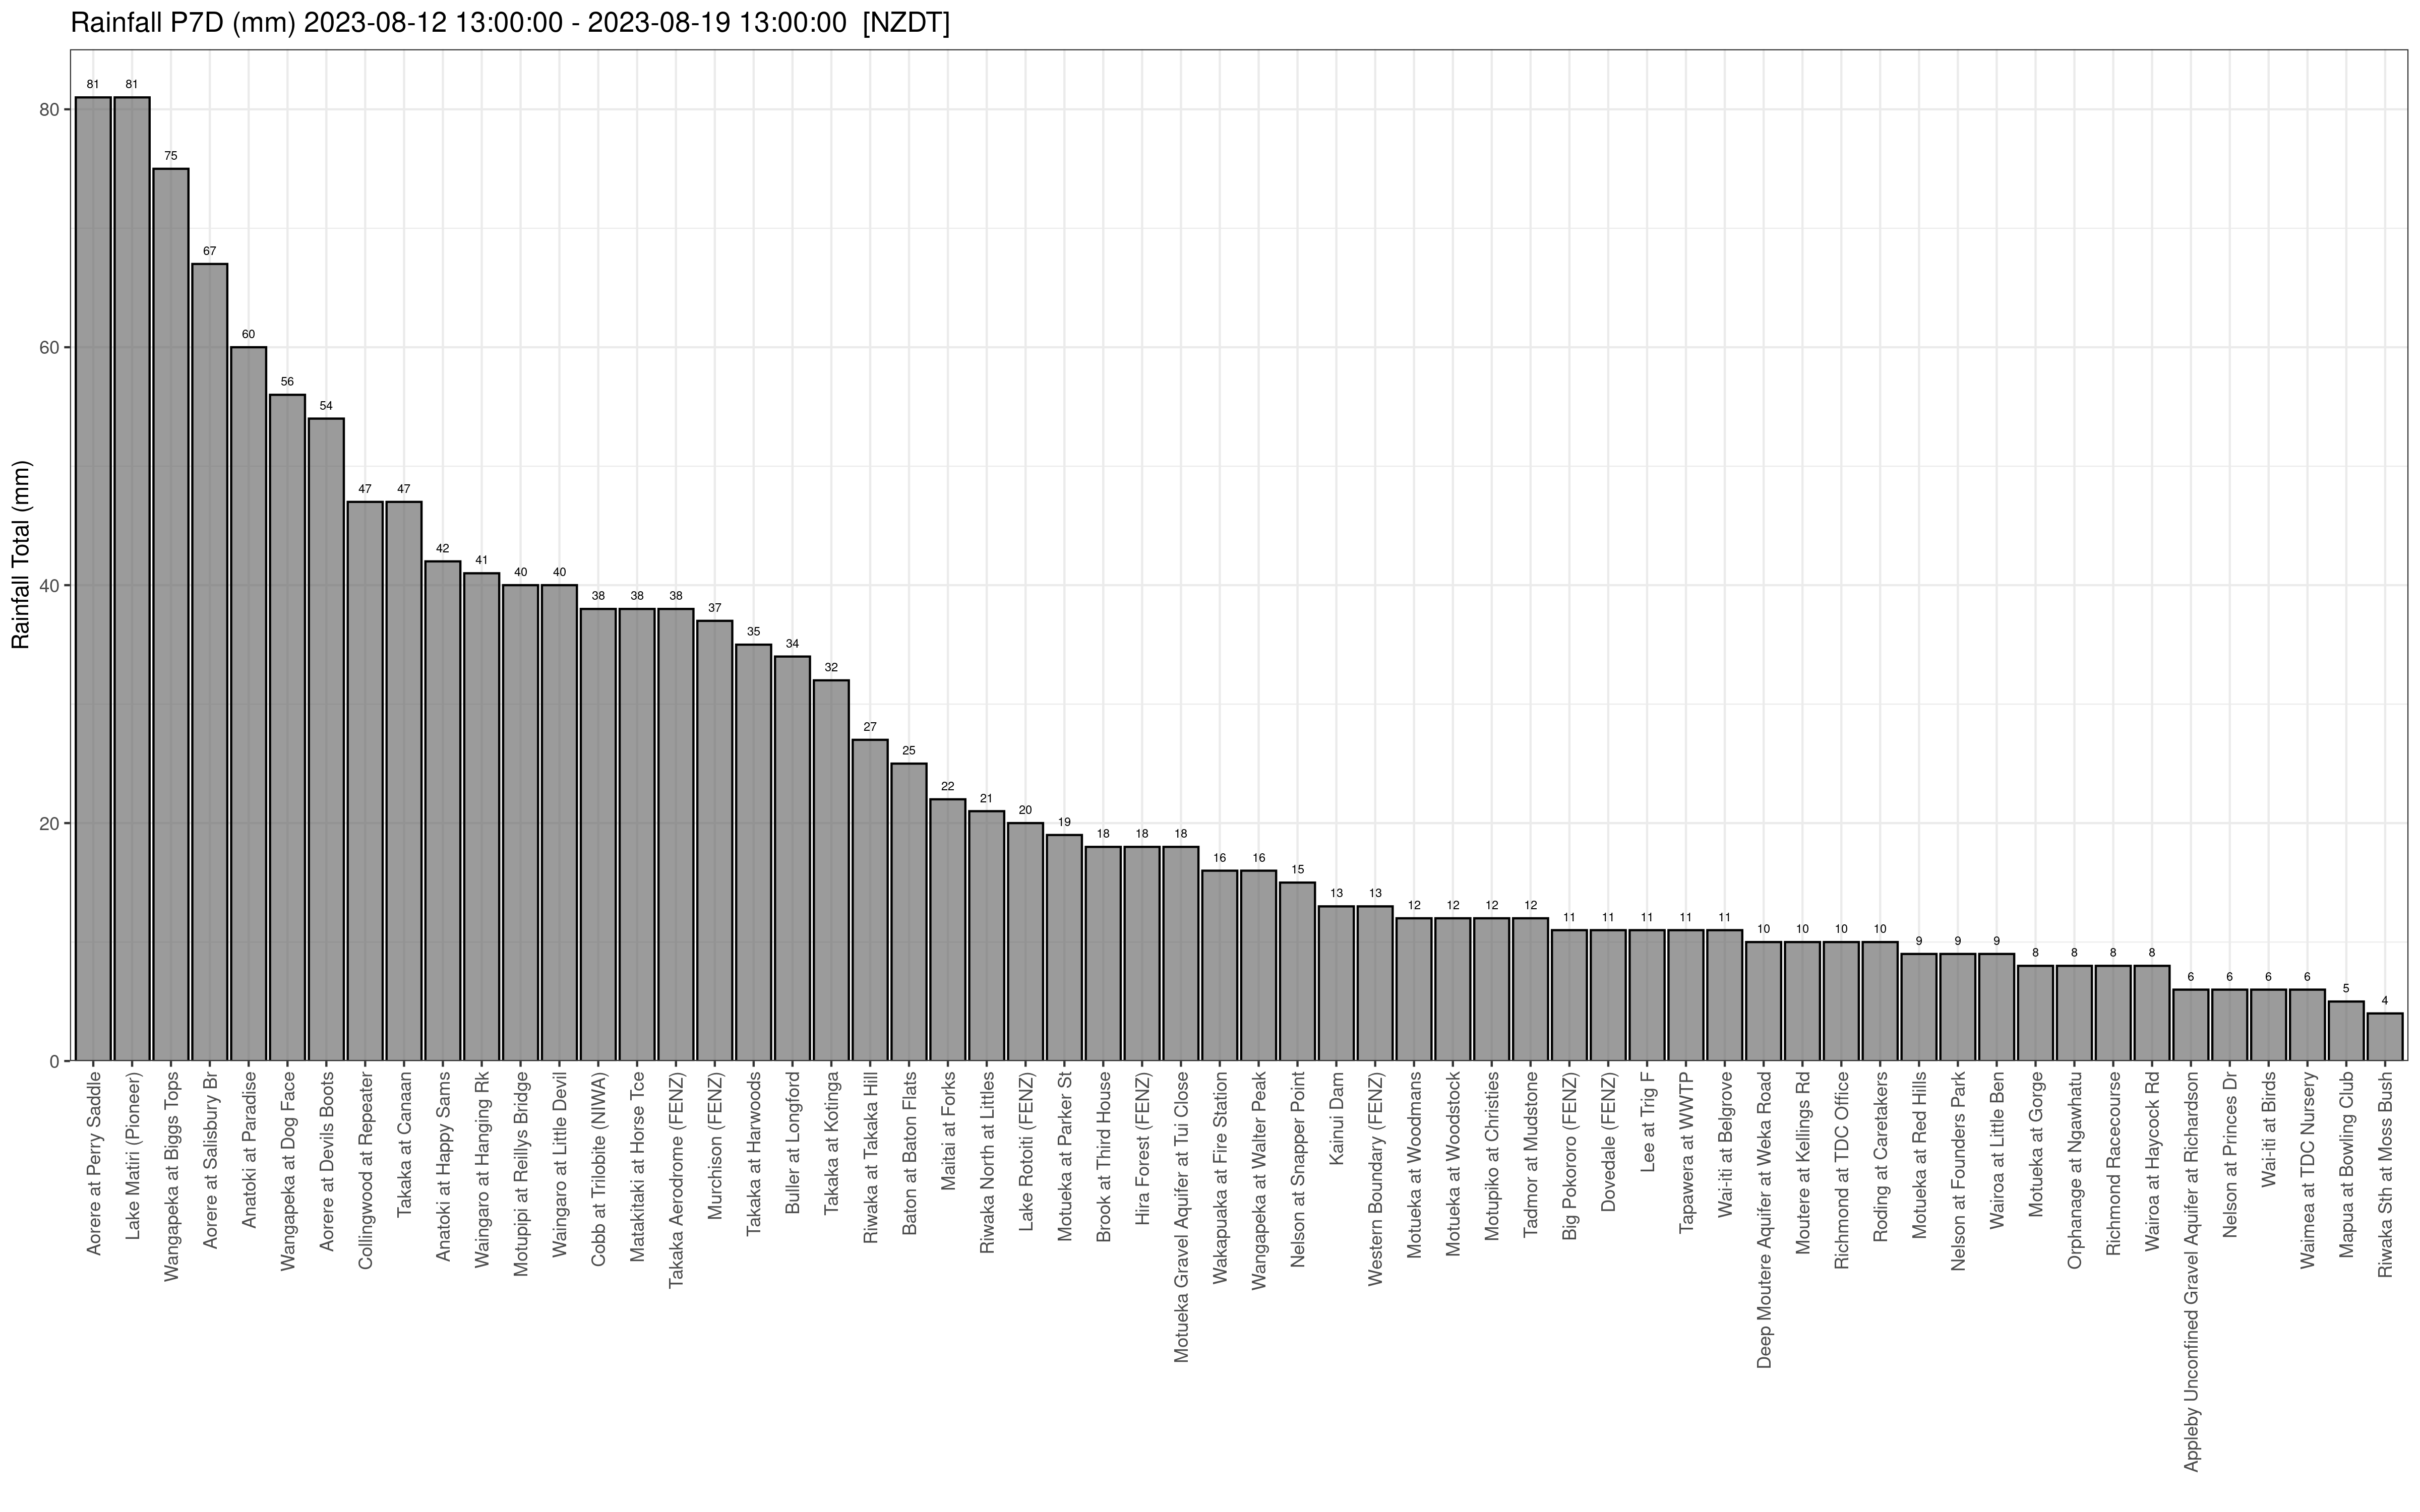 Rainfall P7D (mm) 2023-08-12 13:00:00 - 2023-08-19 13:00:00 [NZDT]
Rainfall Total (mm)
80
60
40
20
0
81
81
75
67
60
56
54
47
47
42
41
40
40
38
38
38
37
35
34
32
27
25
22
21
20
19
18
18
18
16
16
15
13
13
12
12
12
12
11
11
11
11
11
10
10
10
10
9
9
9
8
8
8
8
6
6
6
6
5
4
Aorere at Perry Saddle
Lake Matiri (Pioneer)
Wangapeka at Biggs Tops
Aorere at Salisbury Br
Anatoki at Paradise
Wangapeka at Dog Face
Aorere at Devils Boots
Collingwood at Repeater
Takaka at Canaan
Anatoki at Happy Sams
Waingaro at Hanging Rk
Motupipi at Reillys Bridge
Waingaro at Little Devil
Cobb at Trilobite (NIWA)
Matakitaki at Horse Tce
Takaka Aerodrome (FENZ)
Murchison (FENZ)
Takaka at Harwoods
Buller at Longford
Takaka at Kotinga
Riwaka at Takaka Hill
Baton at Baton Flats
Maitai at Forks
Riwaka North at Littles
Lake Rotoiti (FENZ)
Motueka at Parker St
Brook at Third House
Hira Forest (FENZ)
Motueka Gravel Aquifer at Tui Close
Wakapuaka at Fire Station
Wangapeka at Walter Peak
Nelson at Snapper Point
Kainui Dam
Western Boundary (FENZ)
Motueka at Woodmans
Motueka at Woodstock
Motupiko at Christies
Tadmor at Mudstone
Big Pokororo (FENZ)
Dovedale (FENZ)
Lee at Trig F
Tapawera at WWTP
Wai-iti at Belgrove
Deep Moutere Aquifer at Weka Road
Moutere at Kellings Rd
Richmond at TDC Office
Roding at Caretakers
Motueka at Red Hills
Nelson at Founders Park
Wairoa at Little Ben
Motueka at Gorge
Orphanage at Ngawhatu
Richmond Racecourse
Wairoa at Haycock Rd
Appleby Unconfined Gravel Aquifer at Richardson
Nelson at Princes Dr
Wai-iti at Birds
Waimea at TDC Nursery
Mapua at Bowling Club
Riwaka Sth at Moss Bush